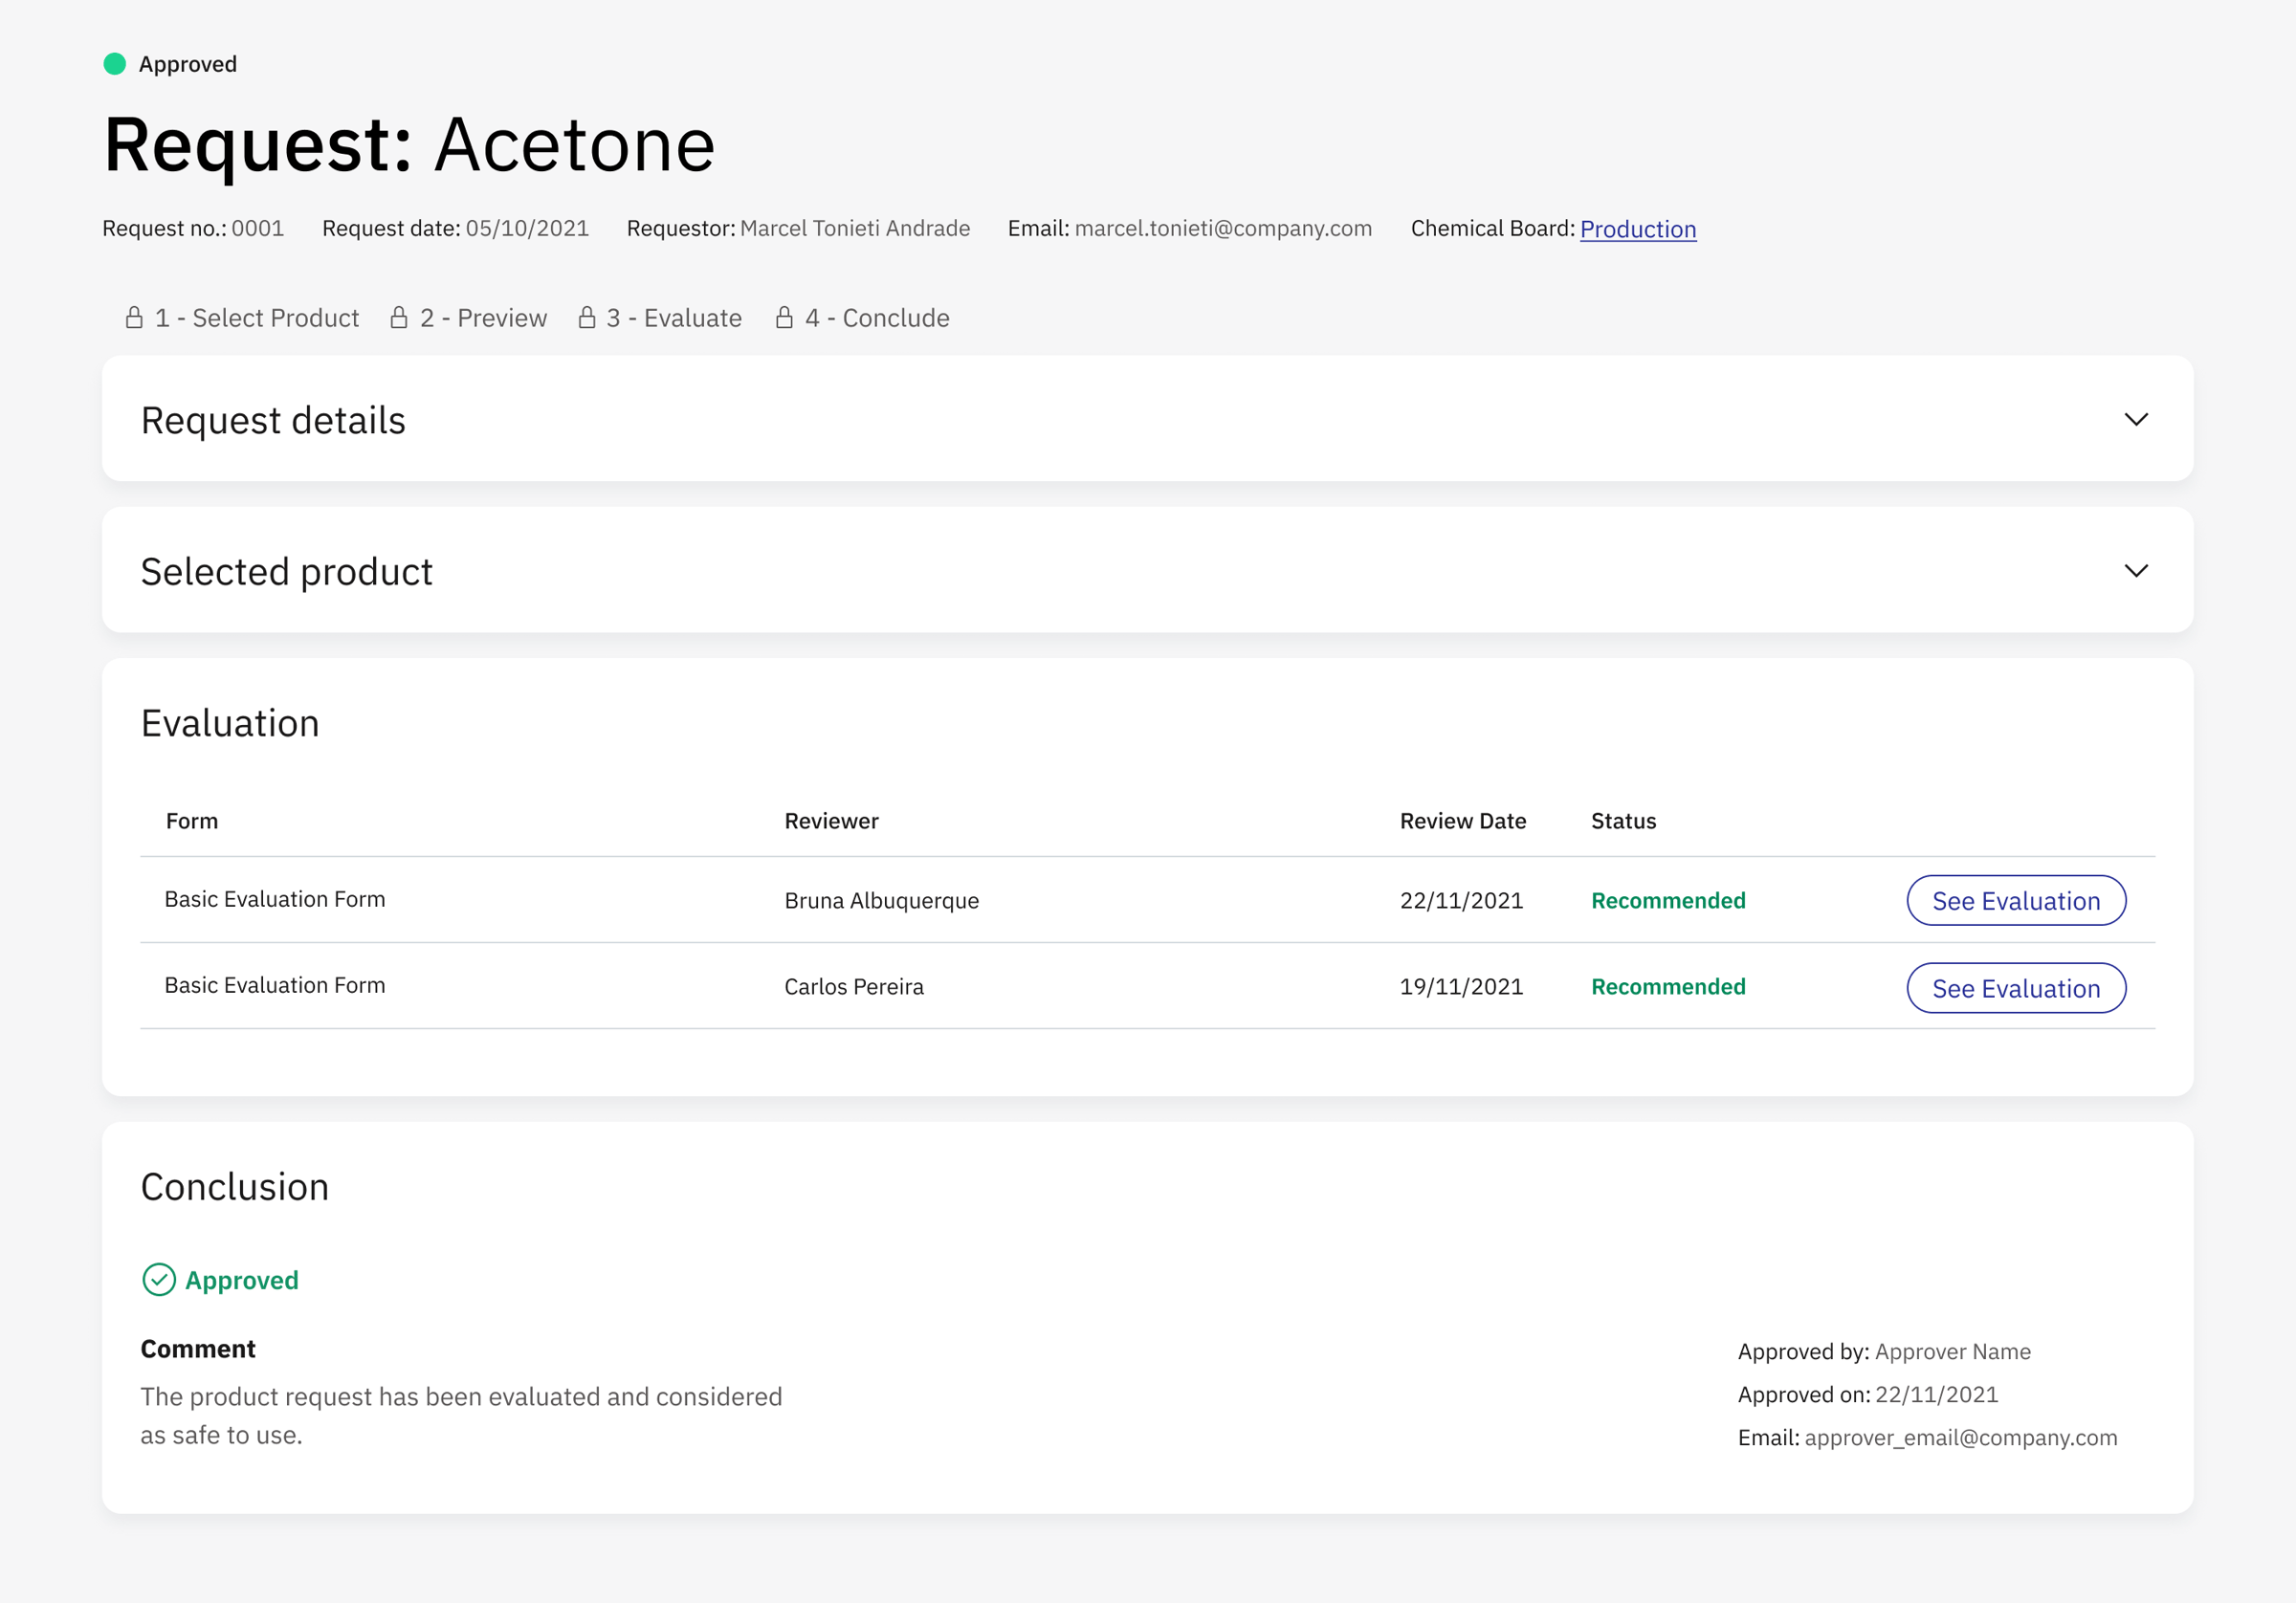 Approved
Request: Acetone
Request no.: 0001 Request date: 05/10/2021 Requestor: Marcel Tonieti Andrade Email: marcel.tonieti@company.com Chemical Board: Production
1 - Select Product 2 - Preview 3 - Evaluate 4 - Conclude
Request details
Selected product
Evaluation
Form Reviewer Review Date Status
Basic Evaluation Form Bruna Albuquerque 22/11/2021 Recommended See Evaluation
Basic Evaluation Form Carlos Pereira 19/11/2021 Recommended See Evaluation
Conclusion
Approved
Comment
The product request has been evaluated and considered
as safe to use.
Approved by: Approver Name
Approved on: 22/11/2021
Email: approver_email@company.com